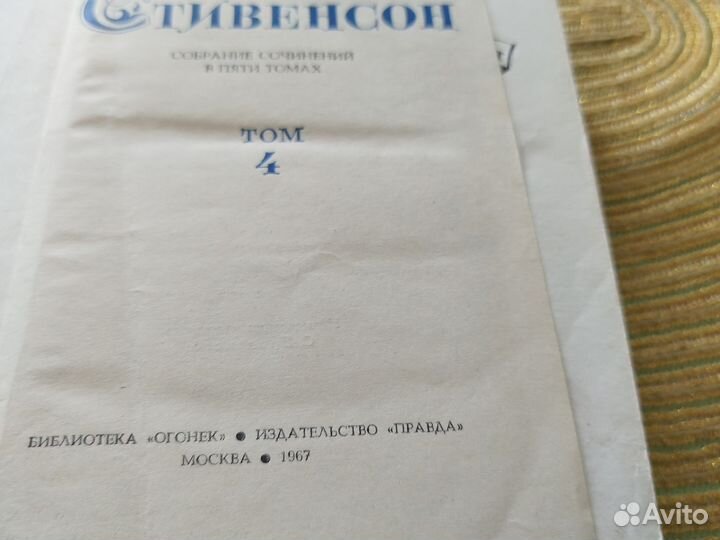 Стивенсон
СОБРАНИЕ СОЧИНЕНИЙ
В ПЯТИ ТОМАХ
ТОМ
4
БИБЛИОТЕКА «ОГОНЕК» ● ИЗДАТЕЛЬСТВО «ПРАВДА»
МОСКВА ● 1967
Avito